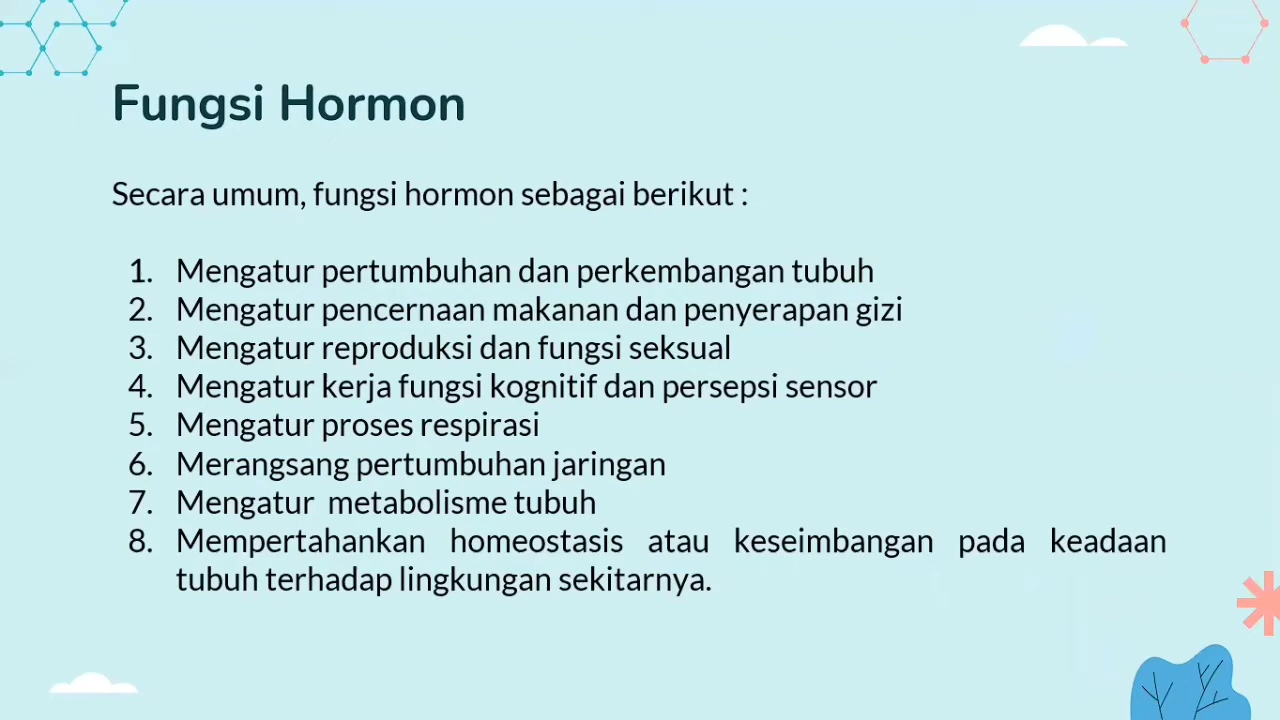 Fungsi Hormon
Secara umum, fungsi hormon sebagai berikut :
1. Mengatur pertumbuhan dan perkembangan tubuh
2. Mengatur pencernaan makanan dan penyerapan gizi
3. Mengatur reproduksi dan fungsi seksual
4. Mengatur kerja fungsi kognitif dan persepsi sensor
5. Mengatur proses respirasi
6. Merangsang pertumbuhan jaringan
7. Mengatur  metabolisme tubuh
8. Mempertahankan homeostasis atau keseimbangan pada keadaan
tubuh terhadap lingkungan sekitarnya.